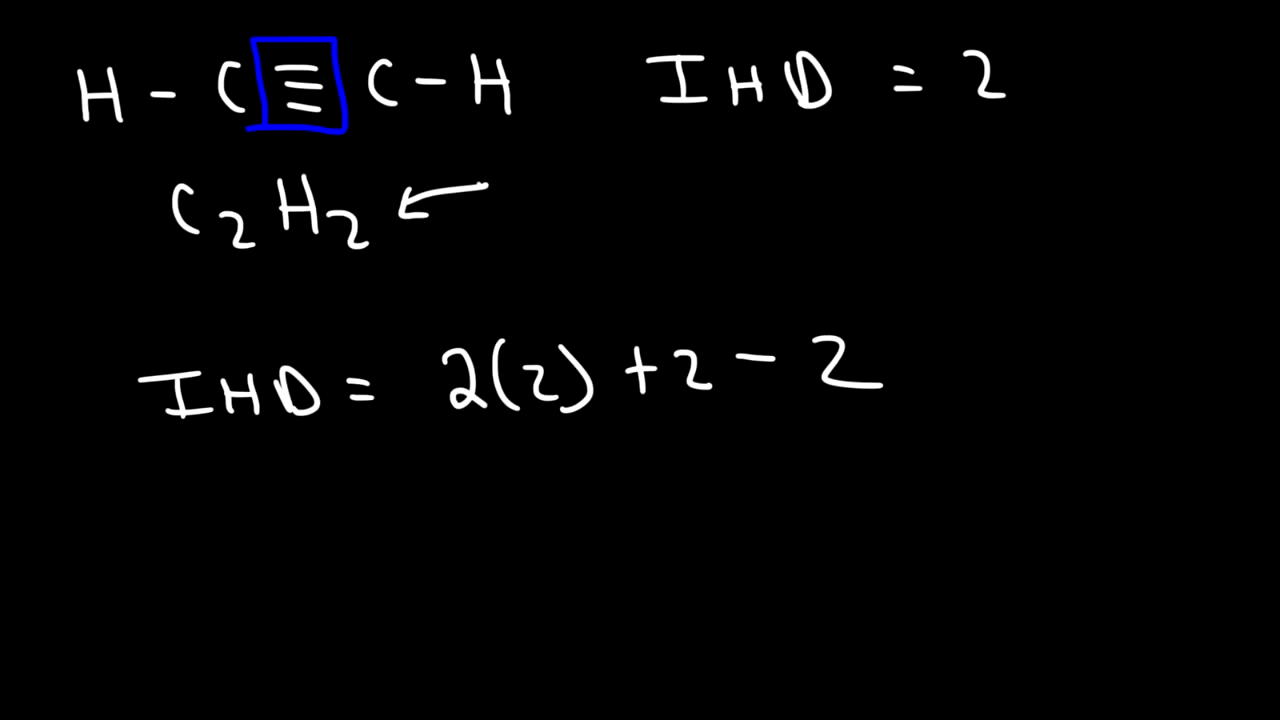 H - C ≡ C - H IHD = 2
C₂H₂ ←
IHD = 2(2) + 2 - 2